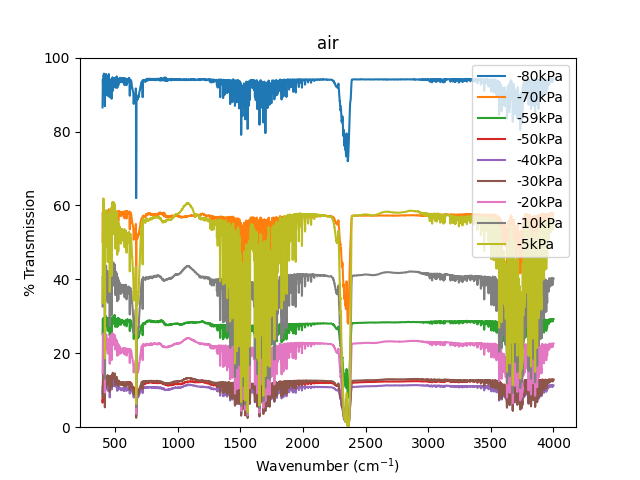 air
100
80
60
40
20
0
% Transmission
500
1000
1500
2000
2500
3000
3500
4000
Wavenumber (cm⁻¹)
-80kPa
-70kPa
-59kPa
-50kPa
-40kPa
-30kPa
-20kPa
-10kPa
-5kPa